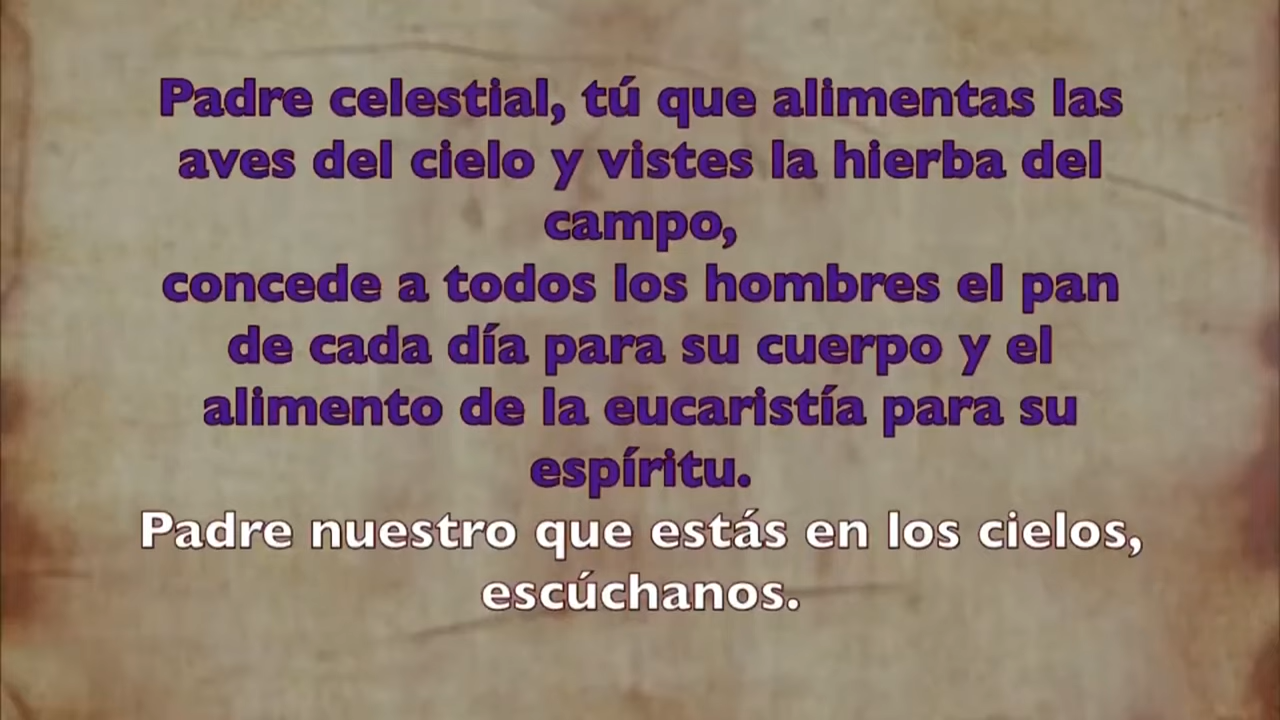 Padre celestial, tú que alimentas las
aves del cielo y vistes la hierba del
campo,
concede a todos los hombres el pan
de cada día para su cuerpo y el
alimento de la eucaristía para su
espíritu.
Padre nuestro que estás en los cielos,
escúchanos.